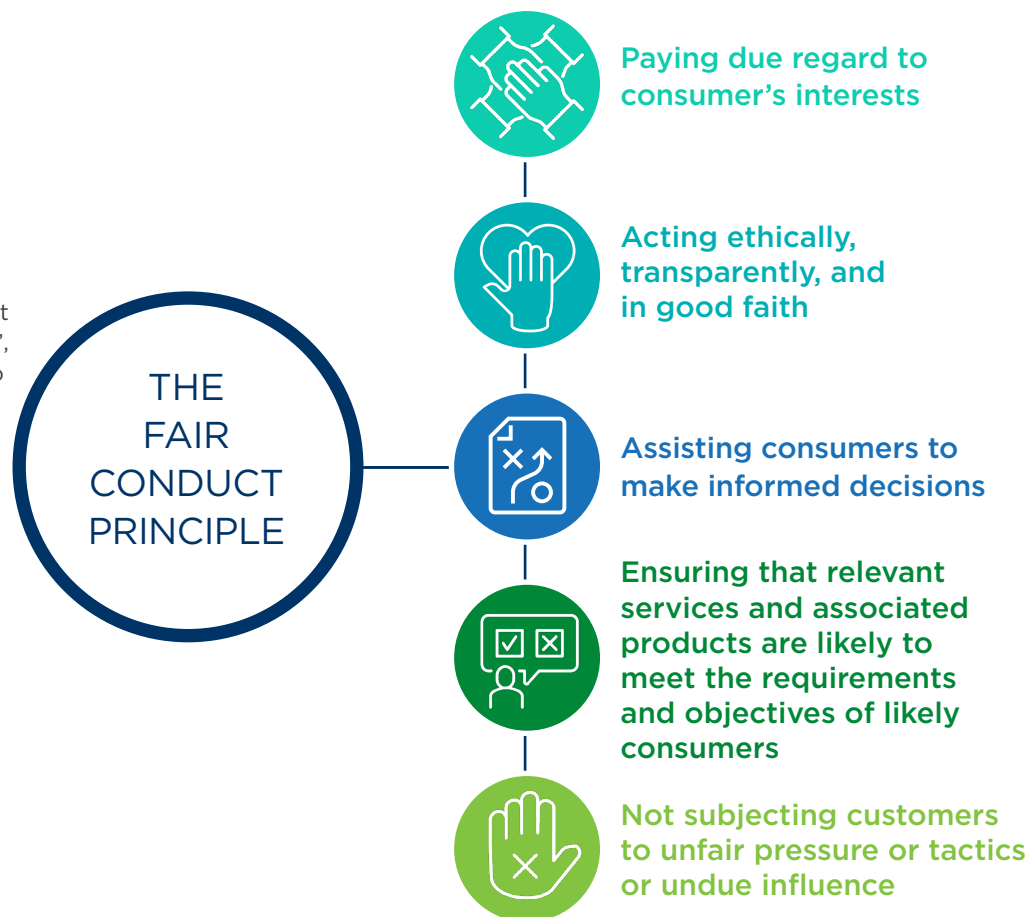 THE
FAIR
CONDUCT
PRINCIPLE
Paying due regard to
consumer’s interests
Acting ethically,
transparently, and
in good faith
Assisting consumers to
make informed decisions
Ensuring that relevant
services and associated
products are likely to
meet the requirements
and objectives of likely
consumers
Not subjecting customers
to unfair pressure or tactics
or undue influence